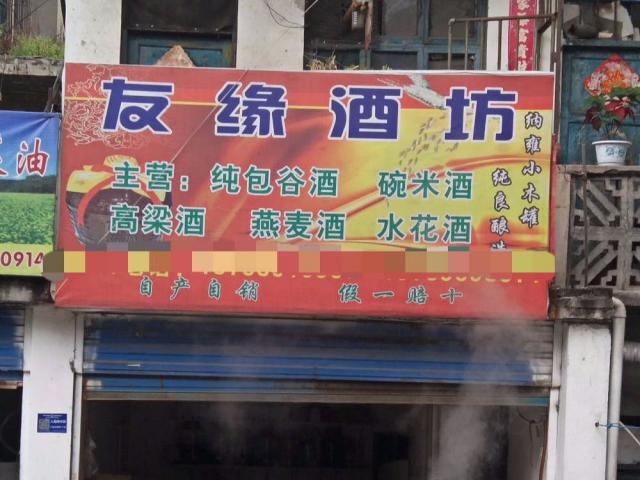 友缘酒坊
主营：纯包谷酒 碗米酒
高梁酒 燕麦酒 水花酒
自产自销 假一赔十
纳雍小木罐
纯良酿造
油
0914